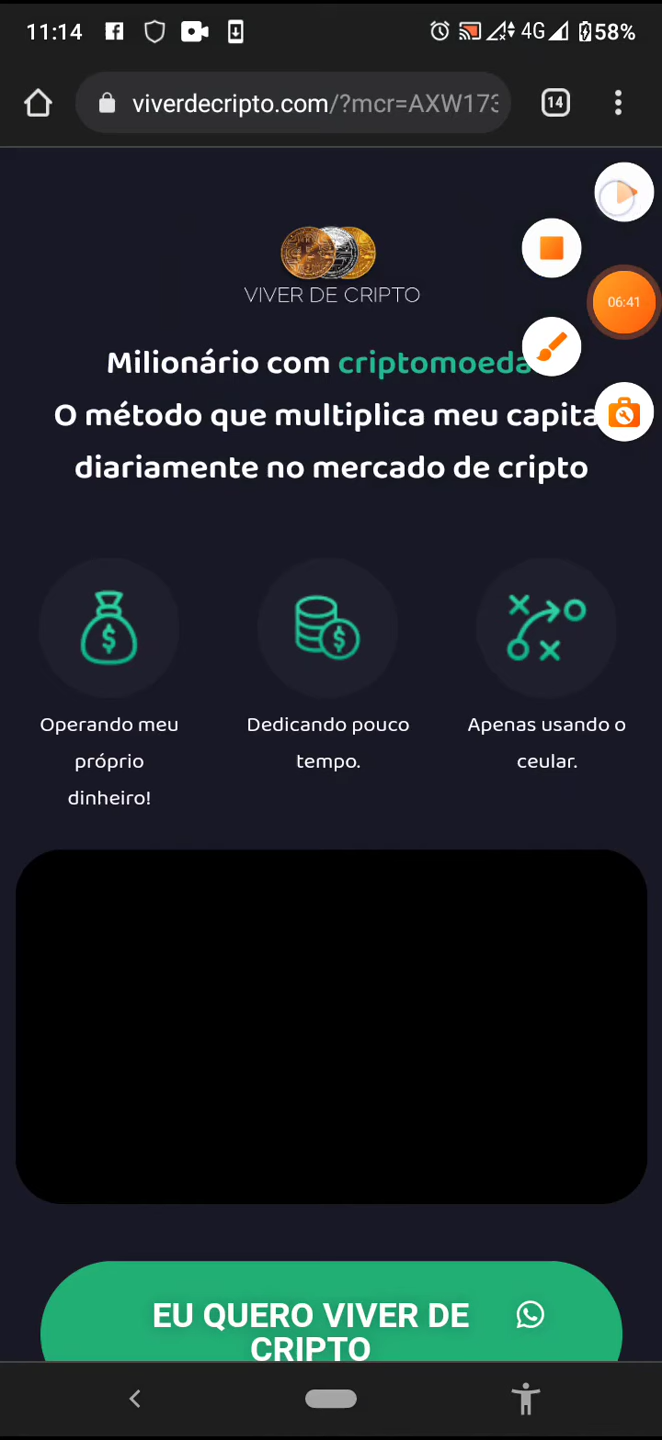 11:14
4G
58%
viverdecripto.com/?mcr=AXW173
14
VIVER DE CRIPTO
Milionário com criptomoeda
06:41
O método que multiplica meu capita
diariamente no mercado de cripto
Operando meu
próprio
dinheiro!
Dedicando pouco
tempo.
Apenas usando o
ceular.
EU QUERO VIVER DE
CRIPTO